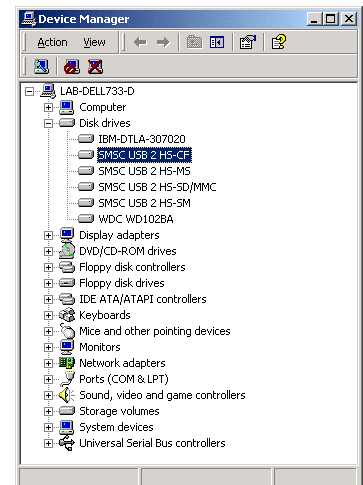 Device Manager
Action View
LAB-DELL733-D
Computer
Disk drives
IBM-DTLA-307020
SMSC USB 2 HS-CF
SMSC USB 2 HS-MS
SMSC USB 2 HS-SD/MMC
SMSC USB 2 HS-SM
WDC WD102BA
Display adapters
DVD/CD-ROM drives
Floppy disk controllers
Floppy disk drives
IDE ATA/ATAPI controllers
Keyboards
Mice and other pointing devices
Monitors
Network adapters
Ports (COM & LPT)
Sound, video and game controllers
Storage volumes
System devices
Universal Serial Bus controllers